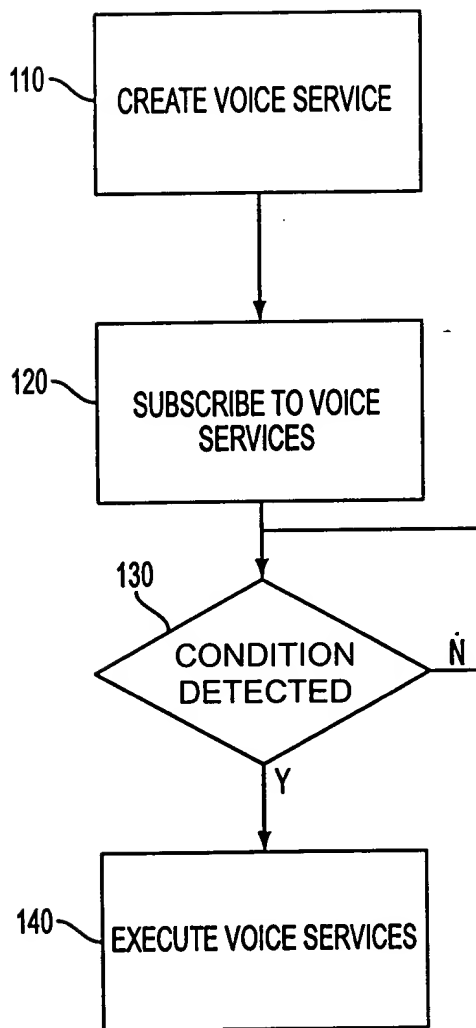 110
CREATE VOICE SERVICE
120
SUBSCRIBE TO VOICE
SERVICES
130
CONDITION
DETECTED
N
Y
140
EXECUTE VOICE SERVICES